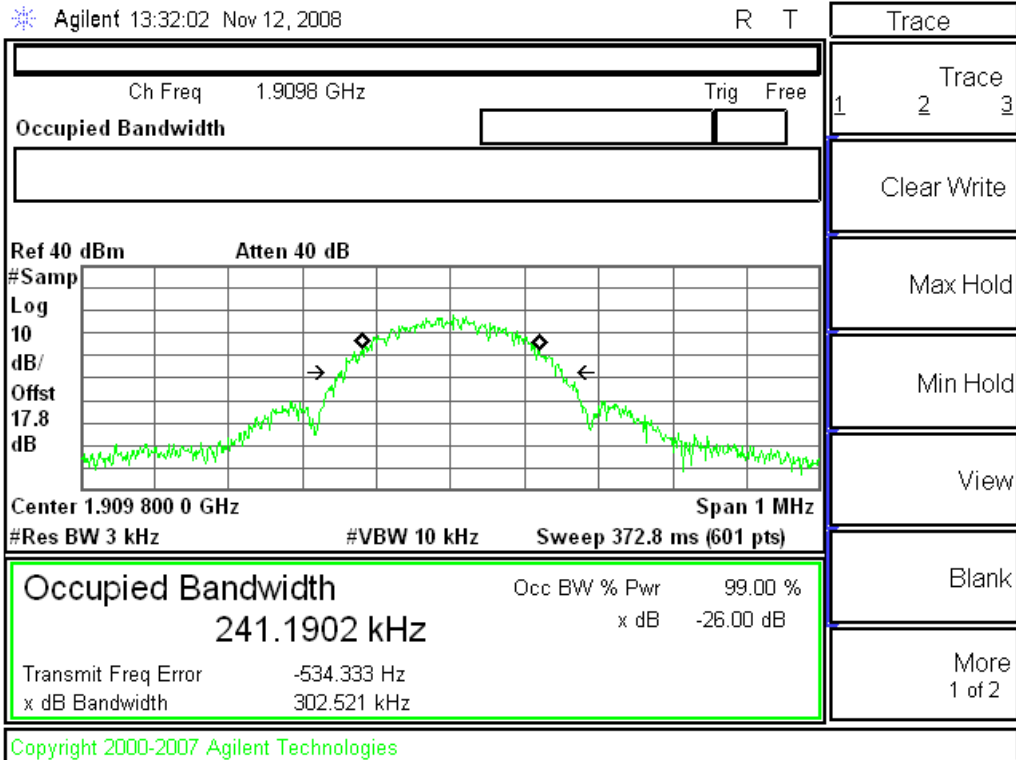 Agilent 13:32:02 Nov 12, 2008 R T
Trace
Ch Freq 1.9098 GHz Trig Free
Occupied Bandwidth
Trace
1 2 3
Clear Write
Max Hold
Min Hold
View
Blank
More
1 of 2
Ref 40 dBm Atten 40 dB
#Samp
Log
10
dB/
Offst
17.8
dB
Center 1.909 800 0 GHz Span 1 MHz
#Res BW 3 kHz #VBW 10 kHz Sweep 372.8 ms (601 pts)
Occupied Bandwidth Occ BW % Pwr 99.00 %
241.1902 kHz x dB -26.00 dB
Transmit Freq Error -534.333 Hz
x dB Bandwidth 302.521 kHz
Copyright 2000-2007 Agilent Technologies